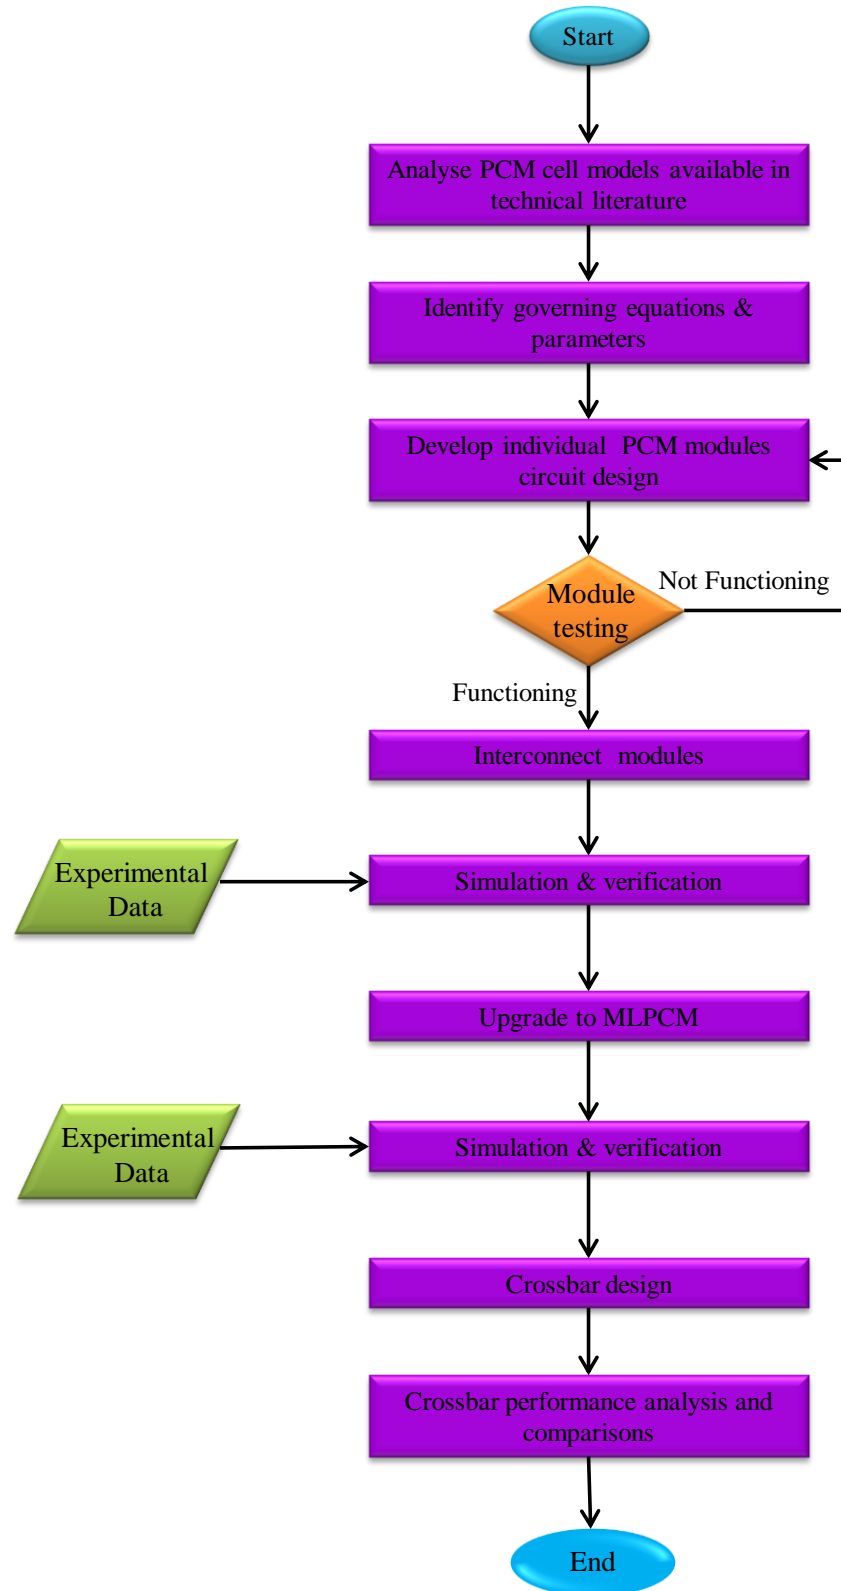 Start
Analyse PCM cell models available in
technical literature
Identify governing equations &
parameters
Develop individual PCM modules
circuit design
Module
testing
Not Functioning
Functioning
Interconnect modules
Experimental
Data
Simulation & verification
Upgrade to MLPCM
Experimental
Data
Simulation & verification
Crossbar design
Crossbar performance analysis and
comparisons
End